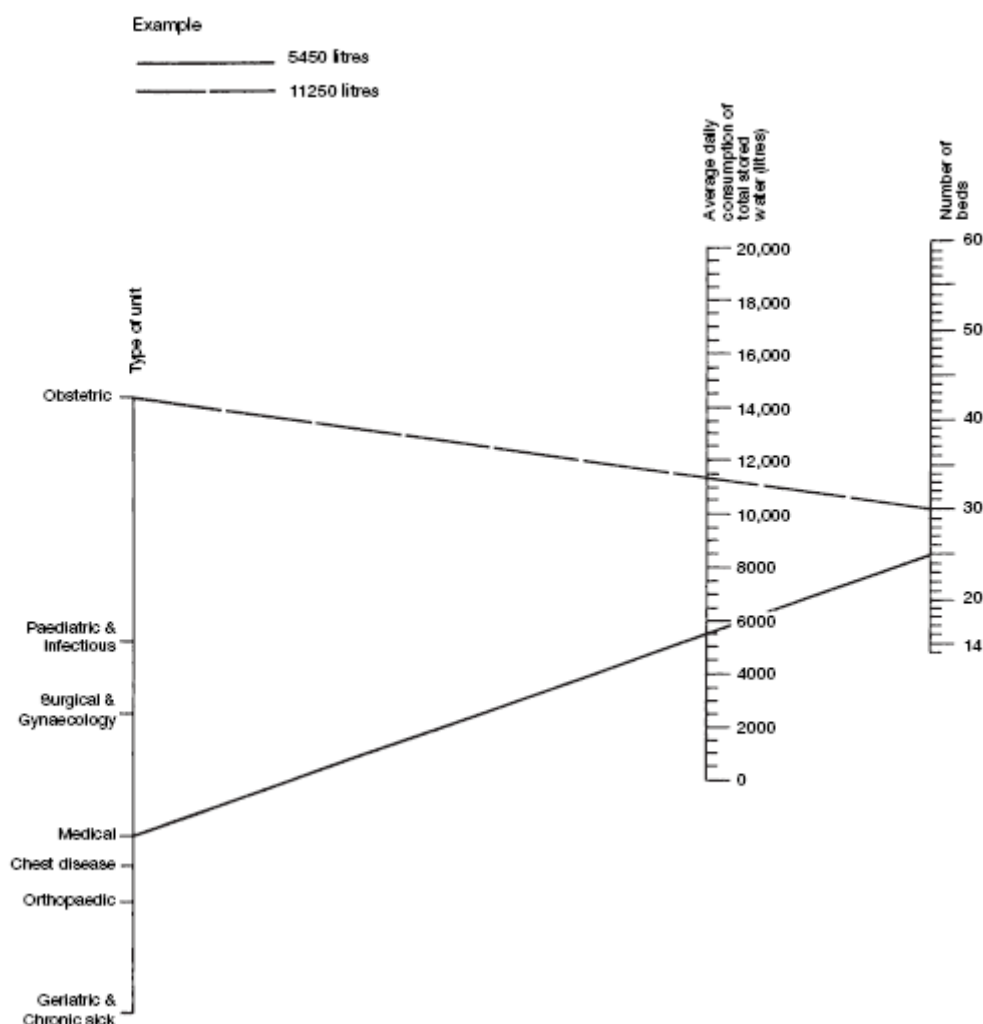 Example
5450 litres
11250 litres
Average daily
consumption of
total stored
water (litres)
Number of
beds
Type of unit
20,000
18,000
16,000
14,000
12,000
10,000
8000
6000
4000
2000
0
60
50
40
30
20
14
Obstetric
Paediatric &
Infectious
Surgical &
Gynaecology
Medical
Chest disease
Orthopaedic
Geriatric &
Chronic sick